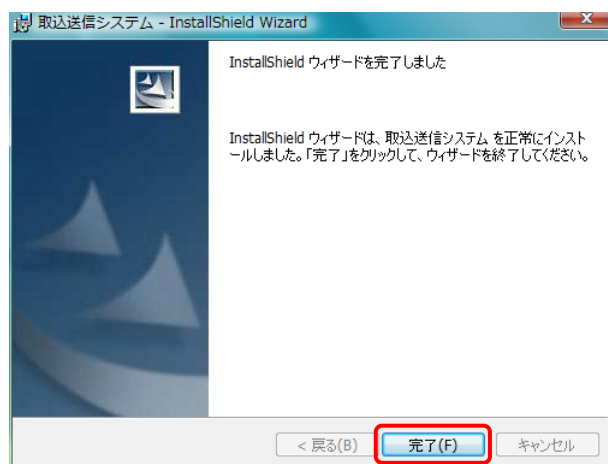 取込送信システム - InstallShield Wizard
InstallShield ウィザードを完了しました
InstallShield ウィザードは、取込送信システム を正常にインスト
ールしました。「完了」をクリックして、ウィザードを終了してください。
< 戻る(B) 完了(F) キャンセル